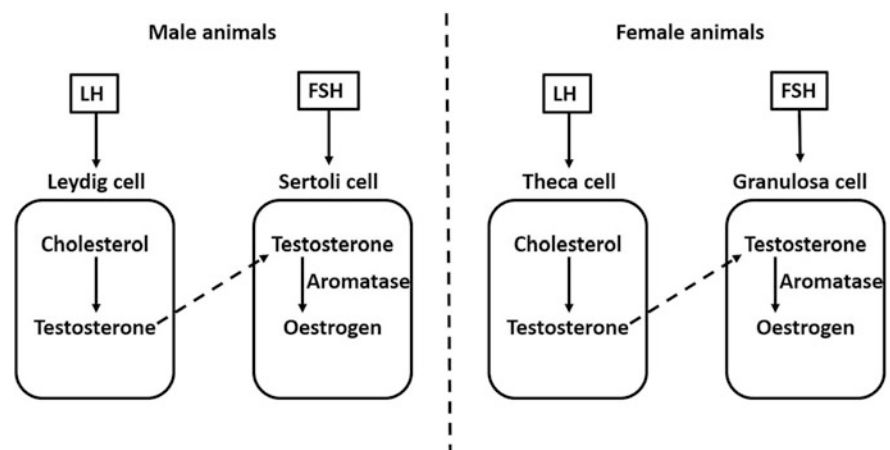 Male animals
LH
FSH
Leydig cell
Sertoli cell
Cholesterol
Testosterone
Testosterone
Aromatase
Oestrogen
Female animals
LH
FSH
Theca cell
Granulosa cell
Cholesterol
Testosterone
Testosterone
Aromatase
Oestrogen